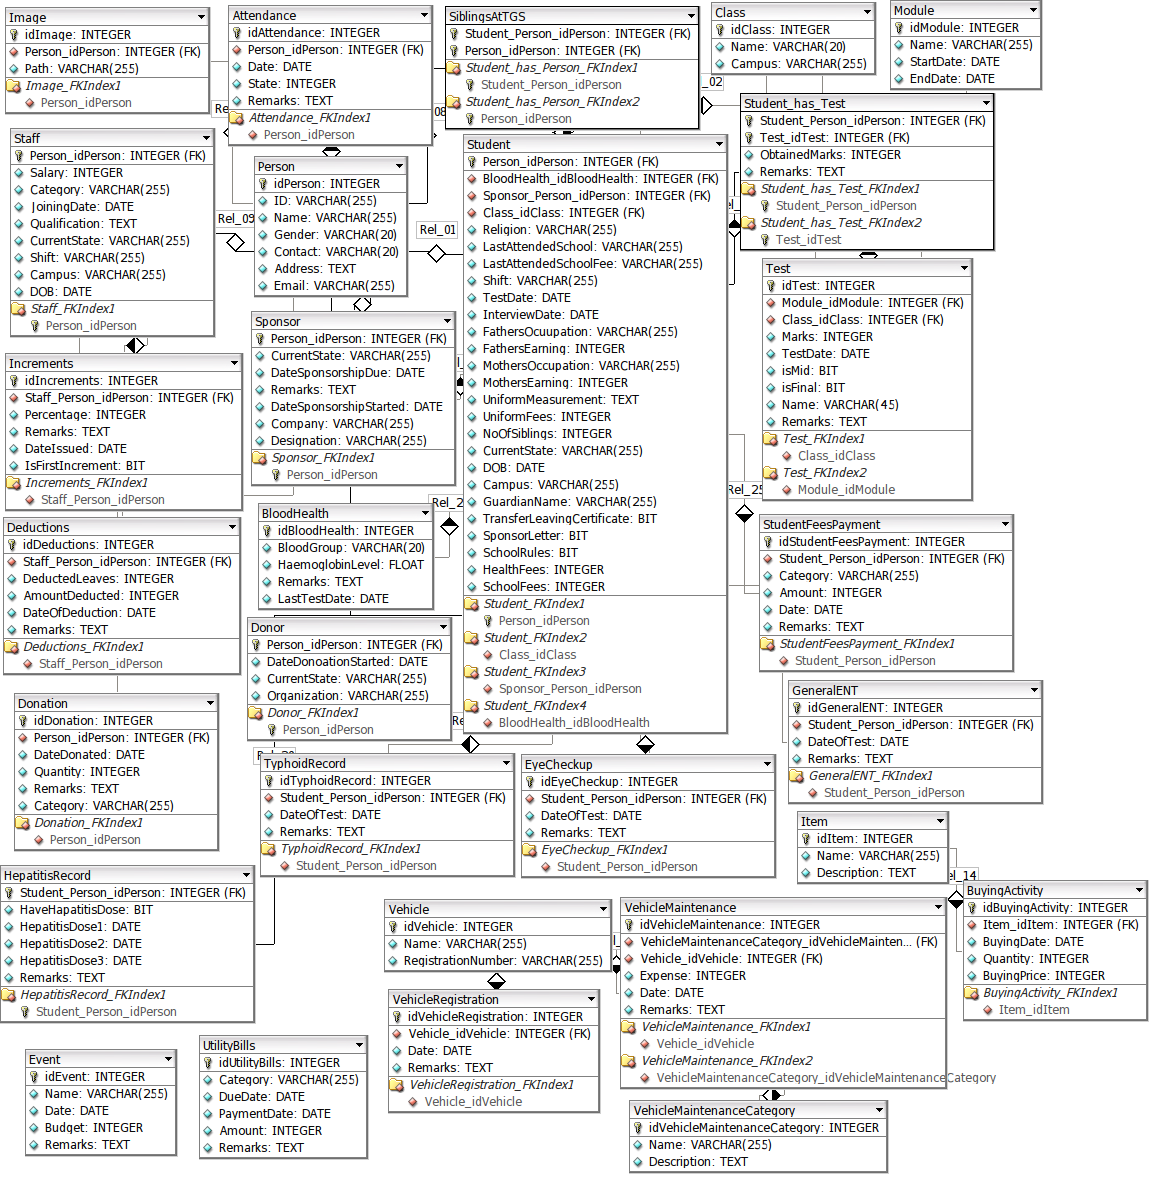 Image
idImage: INTEGER
Person_idPerson: INTEGER (FK)
Path: VARCHAR(255)
Image_FKIndex1
Person_idPerson
Attendance
idAttendance: INTEGER
Person_idPerson: INTEGER (FK)
Date: DATE
State: INTEGER
Remarks: TEXT
Attendance_FKIndex1
Person_idPerson
SiblingsAtTGS
Student_Person_idPerson: INTEGER (FK)
Person_idPerson: INTEGER (FK)
Student_has_Person_FKIndex1
Student_Person_idPerson
Student_has_Person_FKIndex2
Person_idPerson
Class
idClass: INTEGER
Name: VARCHAR(20)
Campus: VARCHAR(255)
Module
idModule: INTEGER
Name: VARCHAR(255)
StartDate: DATE
EndDate: DATE
_02
Student_has_Test
Student_Person_idPerson: INTEGER (FK)
Test_idTest: INTEGER (FK)
ObtainedMarks: INTEGER
Remarks: TEXT
Student_has_Test_FKIndex1
Student_Person_idPerson
Student_has_Test_FKIndex2
Test_idTest
Staff
Person_idPerson: INTEGER (FK)
Salary: INTEGER
Category: VARCHAR(255)
JoiningDate: DATE
Qualification: TEXT
CurrentState: VARCHAR(255)
Shift: VARCHAR(255)
Campus: VARCHAR(255)
DOB: DATE
Staff_FKIndex1
Person_idPerson
Rel_09
Person
idPerson: INTEGER
ID: VARCHAR(255)
Name: VARCHAR(255)
Gender: VARCHAR(20)
Contact: VARCHAR(20)
Address: TEXT
Email: VARCHAR(255)
Rel_01
Student
Person_idPerson: INTEGER (FK)
BloodHealth_idBloodHealth: INTEGER (FK)
Sponsor_Person_idPerson: INTEGER (FK)
Class_idClass: INTEGER (FK)
Religion: VARCHAR(255)
LastAttendedSchool: VARCHAR(255)
LastAttendedSchoolFee: VARCHAR(255)
Shift: VARCHAR(255)
TestDate: DATE
InterviewDate: DATE
FathersOcuupation: VARCHAR(255)
FathersEarning: INTEGER
MothersOccupation: VARCHAR(255)
MothersEarning: INTEGER
UniformMeasurement: TEXT
UniformFees: INTEGER
NoOfSiblings: INTEGER
CurrentState: VARCHAR(255)
DOB: DATE
Campus: VARCHAR(255)
GuardianName: VARCHAR(255)
TransferLeavingCertificate: BIT
SponsorLetter: BIT
SchoolRules: BIT
HealthFees: INTEGER
SchoolFees: INTEGER
Student_FKIndex1
Person_idPerson
Student_FKIndex2
Class_idClass
Student_FKIndex3
Sponsor_Person_idPerson
Student_FKIndex4
BloodHealth_idBloodHealth
Test
idTest: INTEGER
Module_idModule: INTEGER (FK)
Class_idClass: INTEGER (FK)
Marks: INTEGER
TestDate: DATE
isMid: BIT
isFinal: BIT
Name: VARCHAR(45)
Remarks: TEXT
Test_FKIndex1
Class_idClass
Test_FKIndex2
Module_idModule
Sponsor
Person_idPerson: INTEGER (FK)
CurrentState: VARCHAR(255)
DateSponsorshipDue: DATE
Remarks: TEXT
DateSponsorshipStarted: DATE
Company: VARCHAR(255)
Designation: VARCHAR(255)
Sponsor_FKIndex1
Person_idPerson
Increments
idIncrements: INTEGER
Staff_Person_idPerson: INTEGER (FK)
Percentage: INTEGER
Remarks: TEXT
DateIssued: DATE
IsFirstIncrement: BIT
Increments_FKIndex1
Staff_Person_idPerson
Rel_2
Rel_25
BloodHealth
idBloodHealth: INTEGER
BloodGroup: VARCHAR(20)
HaemoqlobinLevel: FLOAT
Remarks: TEXT
LastTestDate: DATE
Deductions
idDeductions: INTEGER
Staff_Person_idPerson: INTEGER (FK)
DeductedLeaves: INTEGER
AmountDeducted: INTEGER
DateOfDeduction: DATE
Remarks: TEXT
Deductions_FKIndex1
Staff_Person_idPerson
StudentFeesPayment
idStudentFeesPayment: INTEGER
Student_Person_idPerson: INTEGER (FK)
Category: VARCHAR(255)
Amount: INTEGER
Date: DATE
Remarks: TEXT
StudentFeesPayment_FKIndex1
Student_Person_idPerson
Donor
Person_idPerson: INTEGER (FK)
DateDonoationStarted: DATE
CurrentState: VARCHAR(255)
Organization: VARCHAR(255)
Donor_FKIndex1
Person_idPerson
Donation
idDonation: INTEGER
Person_idPerson: INTEGER (FK)
DateDonated: DATE
Quantity: INTEGER
Remarks: TEXT
Category: VARCHAR(255)
Donation_FKIndex1
Person_idPerson
GeneralENT
idGeneralENT: INTEGER
Student_Person_idPerson: INTEGER (FK)
DateOfTest: DATE
Remarks: TEXT
GeneralENT_FKIndex1
Student_Person_idPerson
TyphoidRecord
idTyphoidRecord: INTEGER
Student_Person_idPerson: INTEGER (FK)
DateOfTest: DATE
Remarks: TEXT
TyphoidRecord_FKIndex1
Student_Person_idPerson
EyeCheckup
idEyeCheckup: INTEGER
Student_Person_idPerson: INTEGER (FK)
DateOfTest: DATE
Remarks: TEXT
EyeCheckup_FKIndex1
Student_Person_idPerson
Item
idItem: INTEGER
Name: VARCHAR(255)
Description: TEXT
el_14
HepatitisRecord
Student_Person_idPerson: INTEGER (FK)
HaveHapatitisDose: BIT
HepatitisDose1: DATE
HepatitisDose2: DATE
HepatitisDose3: DATE
Remarks: TEXT
HepatitisRecord_FKIndex1
Student_Person_idPerson
BuyingActivity
idBuyingActivity: INTEGER
Item_idItem: INTEGER (FK)
BuyingDate: DATE
Quantity: INTEGER
BuyingPrice: INTEGER
BuyingActivity_FKIndex1
Item_idItem
Vehicle
idVehicle: INTEGER
Name: VARCHAR(255)
RegistrationNumber: VARCHAR(255)
VehicleMaintenance
idVehicleMaintenance: INTEGER
VehicleMaintenanceCategory_idVehicleMainten... (FK)
Vehicle_idVehicle: INTEGER (FK)
Expense: INTEGER
Date: DATE
Remarks: TEXT
VehicleMaintenance_FKIndex1
Vehicle_idVehicle
VehicleMaintenance_FKIndex2
VehicleMaintenanceCategory_idVehicleMaintenanceCategory
VehicleRegistration
idVehicleRegistration: INTEGER
Vehicle_idVehicle: INTEGER (FK)
Date: DATE
Remarks: TEXT
VehicleRegistration_FKIndex1
Vehicle_idVehicle
Event
idEvent: INTEGER
Name: VARCHAR(255)
Date: DATE
Budget: INTEGER
Remarks: TEXT
UtilityBills
idUtilityBills: INTEGER
Category: VARCHAR(255)
DueDate: DATE
PaymentDate: DATE
Amount: INTEGER
Remarks: TEXT
VehicleMaintenanceCategory
idVehicleMaintenanceCategory: INTEGER
Name: VARCHAR(255)
Description: TEXT